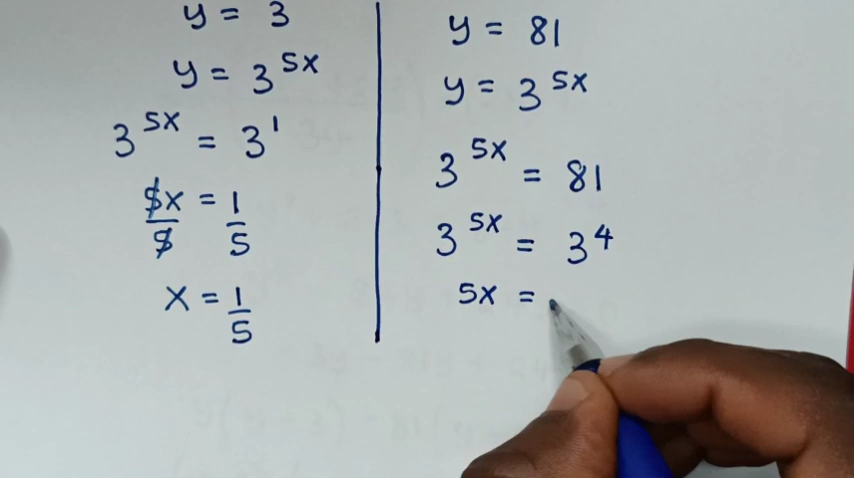 y = 3
y = 3^5x
3^5x = 3^1
5x/5 = 1/5
x = 1/5
y = 81
y = 3^5x
3^5x = 81
3^5x = 3^4
5x =